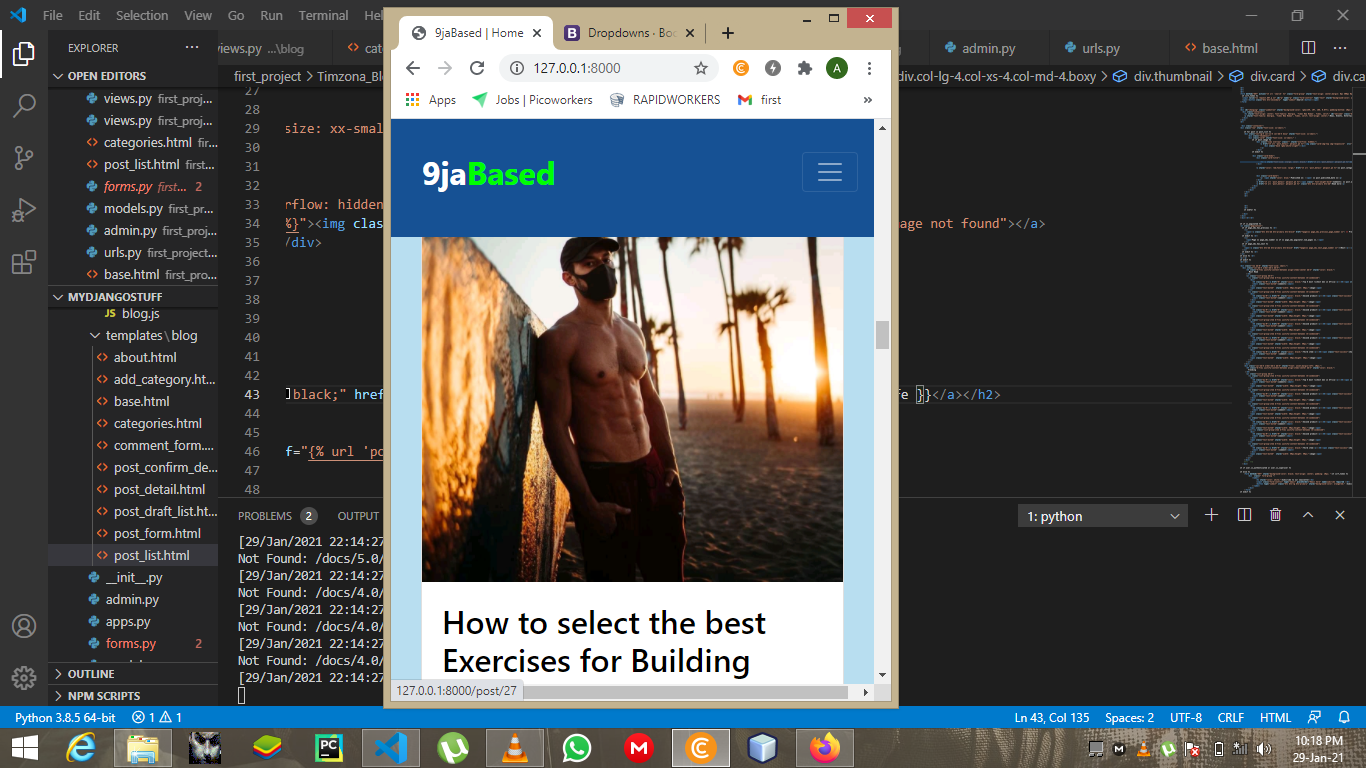 File Edit Selection View Go Run Terminal Hel
EXPLORER
OPEN EDITORS
views.py first_proj...
views.py first_proj...
categories.html fir...
post_list.html first...
forms.py first... 2
models.py first_pr...
admin.py first_proj...
urls.py first_project...
base.html first_pro...
MYDJANGOSTUFF
blog.js
templates\blog
about.html
add_category.ht...
base.html
categories.html
comment_form....
post_confirm_de...
post_detail.html
post_draft_list.ht...
post_form.html
post_list.html
__init__.py
admin.py
apps.py
forms.py 2
OUTLINE
NPM SCRIPTS
iews.py ...\blog
cate
admin.py
urls.py
base.html
first_project > Timzona_Bl
div.col-lg-4.col-xs-4.col-md-4.boxy > div.thumbnail > div.card > div.ca
27
28
29 size: xx-smal
30
31
32
33 rflow: hidden
34 %}"><img clas age not found"></a>
35 /div>
36
37
38
39
40
41
42
43 ]black;" href fe }}</a></h2>
44
45
46 f="{% url 'po
47
48
PROBLEMS 2 OUTPUT
1: python
[29/Jan/2021 22:14:27
Not Found: /docs/5.0/
[29/Jan/2021 22:14:27
Not Found: /docs/4.0/
[29/Jan/2021 22:14:27
Not Found: /docs/4.0/
[29/Jan/2021 22:14:27
Not Found: /docs/4.0/
[29/Jan/2021 22:14:27
9jaBased | Home
Dropdowns · Boo
127.0.0.1:8000
A
Apps Jobs | Picoworkers RAPIDWORKERS first »
9jaBased
How to select the best
Exercises for Building
127.0.0.1:8000/post/27
Python 3.8.5 64-bit 1 1
Ln 43, Col 135 Spaces: 2 UTF-8 CRLF HTML
10:18 PM
29-Jan-21